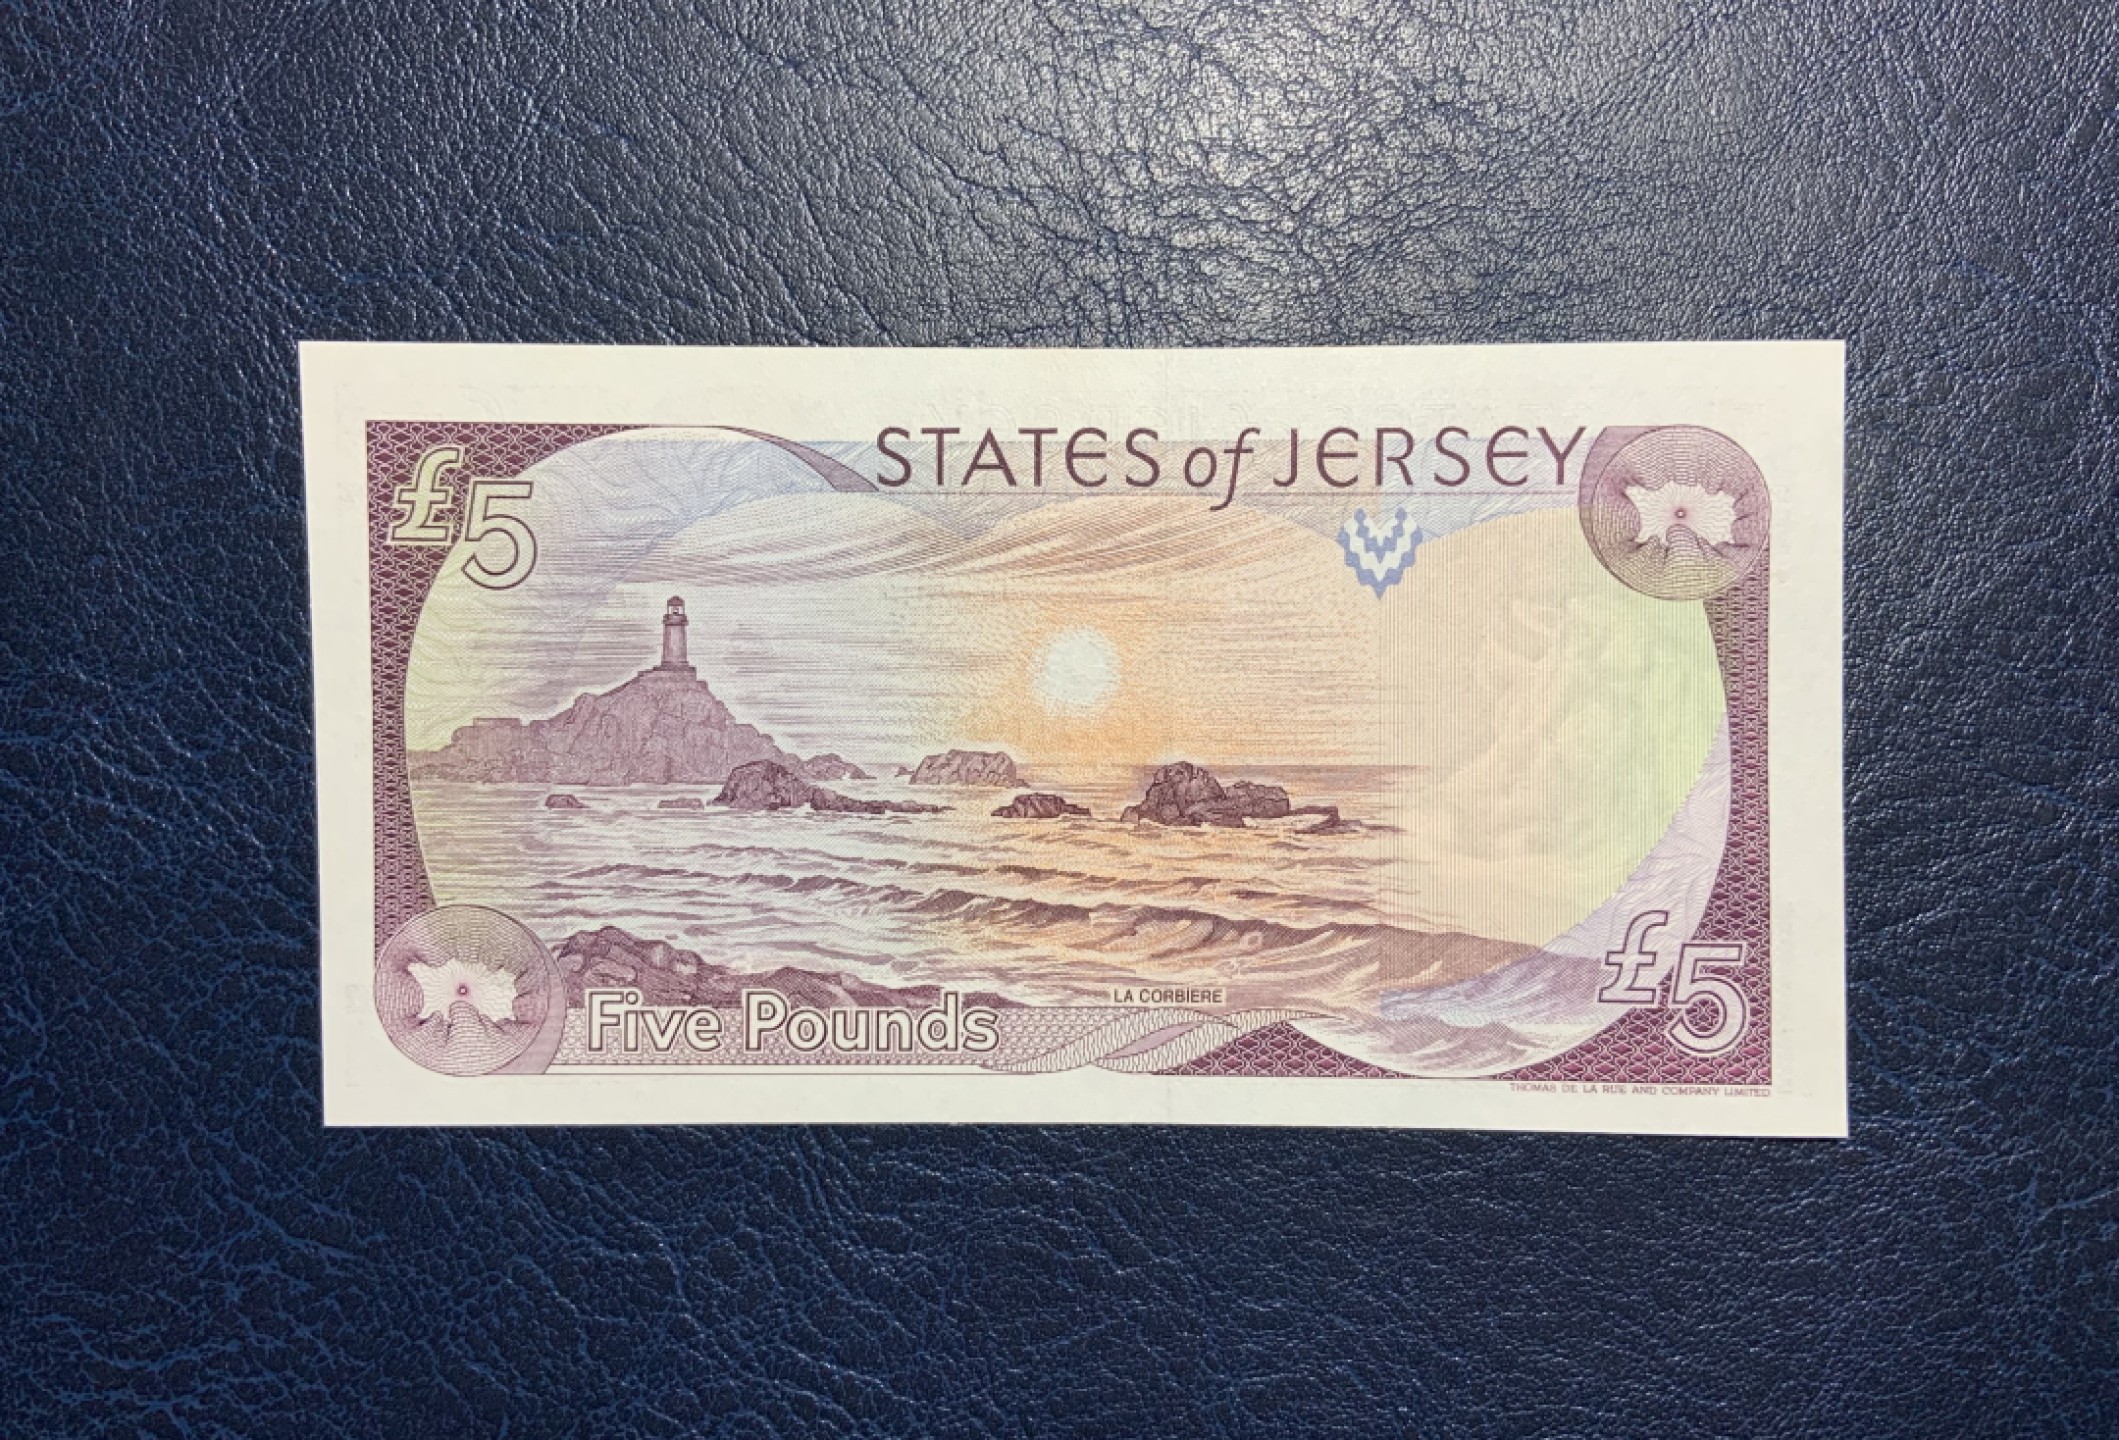 STATES of JERSEY
£5
LA CORBIERE
Five Pounds
£5
THOMAS DE LA RUE AND COMPANY LIMITED